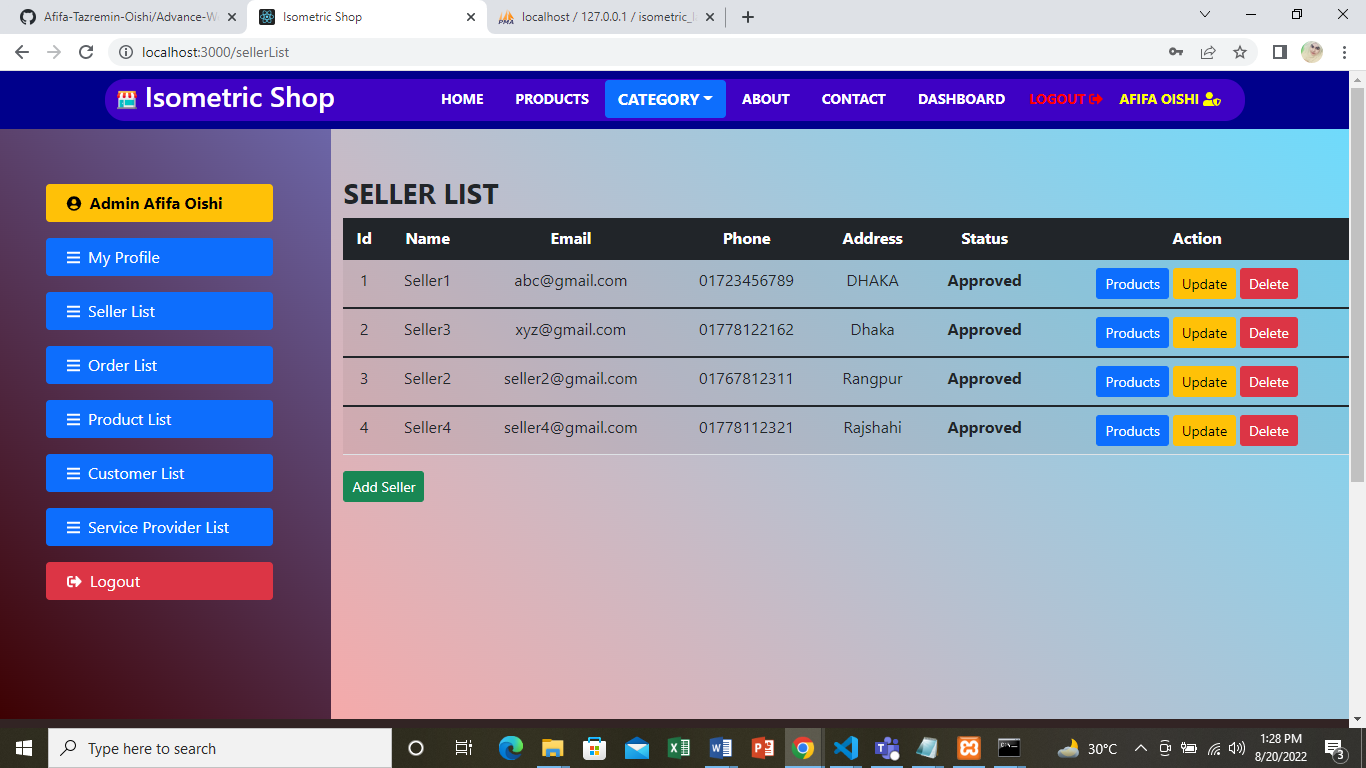 Afifa-Tazremin-Oishi/Advance-W
Isometric Shop
localhost / 127.0.0.1 / isometric_
localhost:3000/sellerList
Isometric Shop
HOME PRODUCTS CATEGORY ABOUT CONTACT DASHBOARD LOGOUT AFIFA OISHI
Admin Afifa Oishi
My Profile
Seller List
Order List
Product List
Customer List
Service Provider List
Logout
SELLER LIST
Id Name Email Phone Address Status Action
1 Seller1 abc@gmail.com 01723456789 DHAKA Approved Products Update Delete
2 Seller3 xyz@gmail.com 01778122162 Dhaka Approved Products Update Delete
3 Seller2 seller2@gmail.com 01767812311 Rangpur Approved Products Update Delete
4 Seller4 seller4@gmail.com 01778112321 Rajshahi Approved Products Update Delete
Add Seller
Type here to search
30°C
1:28 PM
8/20/2022
3